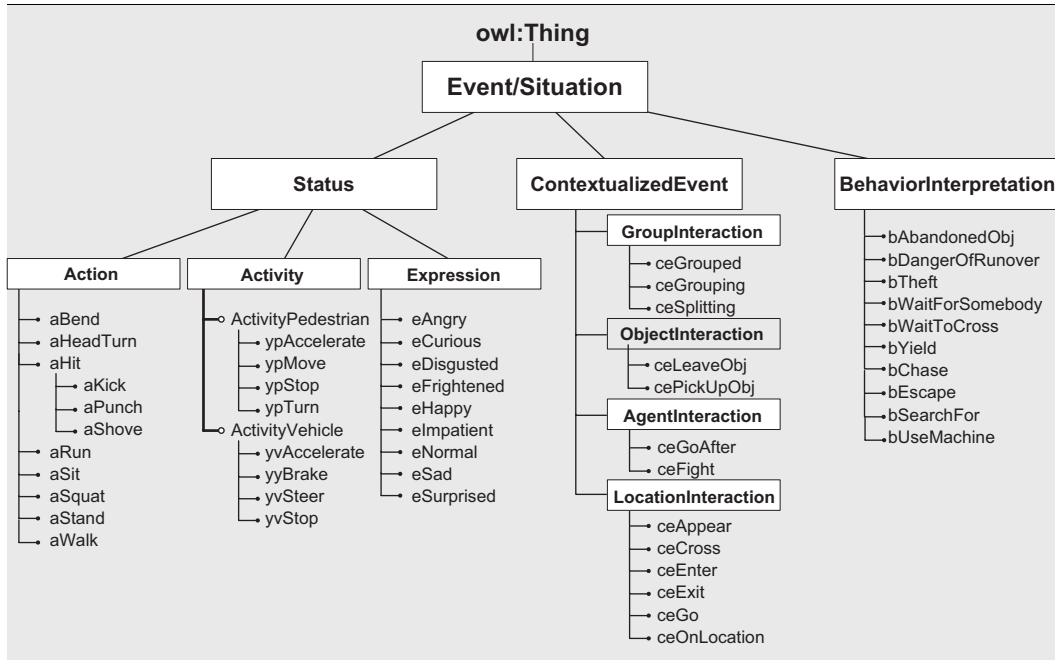 owl:Thing
Event/Situation
Status
ContextualizedEvent
BehaviorInterpretation
Action
aBend
aHeadTurn
aHit
aKick
aPunch
aShove
aRun
aSit
aSquat
aStand
aWalk
Activity
ActivityPedestrian
ypAccelerate
ypMove
ypStop
ypTurn
ActivityVehicle
yvAccelerate
yyBrake
yvSteer
yvStop
Expression
eAngry
eCurious
eDisgusted
eFrightened
eHappy
eImpatient
eNormal
eSad
eSurprised
GroupInteraction
ceGrouped
ceGrouping
ceSplitting
ObjectInteraction
ceLeaveObj
cePickUpObj
AgentInteraction
ceGoAfter
ceFight
LocationInteraction
ceAppear
ceCross
ceEnter
ceExit
ceGo
ceOnLocation
bAbandonedObj
bDangerOfRunover
bTheft
bWaitForSomebody
bWaitToCross
bYield
bChase
bEscape
bSearchFor
bUseMachine